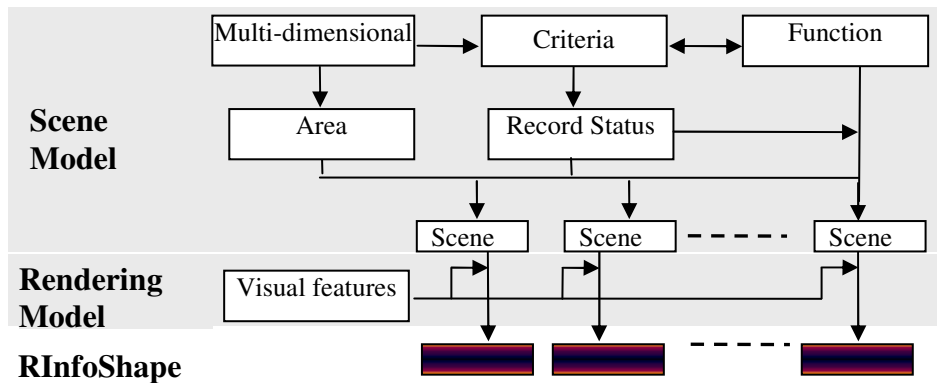 Multi-dimensional
Criteria
Function
Scene
Model
Area
Record Status
Scene
Scene
Scene
Rendering
Model
Visual features
RInfoShape